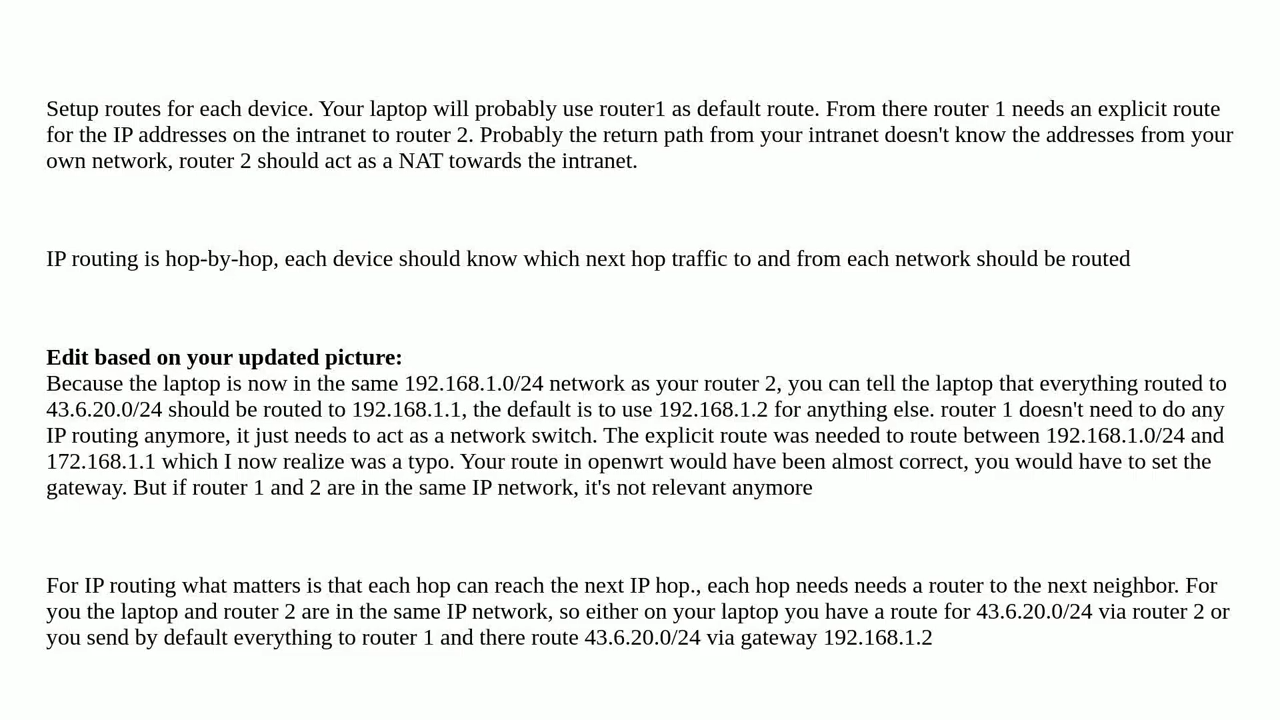 Setup routes for each device. Your laptop will probably use router1 as default route. From there router 1 needs an explicit route
for the IP addresses on the intranet to router 2. Probably the return path from your intranet doesn't know the addresses from your
own network, router 2 should act as a NAT towards the intranet.
IP routing is hop-by-hop, each device should know which next hop traffic to and from each network should be routed
Edit based on your updated picture:
Because the laptop is now in the same 192.168.1.0/24 network as your router 2, you can tell the laptop that everything routed to
43.6.20.0/24 should be routed to 192.168.1.1, the default is to use 192.168.1.2 for anything else. router 1 doesn't need to do any
IP routing anymore, it just needs to act as a network switch. The explicit route was needed to route between 192.168.1.0/24 and
172.168.1.1 which I now realize was a typo. Your route in openwrt would have been almost correct, you would have to set the
gateway. But if router 1 and 2 are in the same IP network, it's not relevant anymore
For IP routing what matters is that each hop can reach the next IP hop., each hop needs needs a router to the next neighbor. For
you the laptop and router 2 are in the same IP network, so either on your laptop you have a route for 43.6.20.0/24 via router 2 or
you send by default everything to router 1 and there route 43.6.20.0/24 via gateway 192.168.1.2